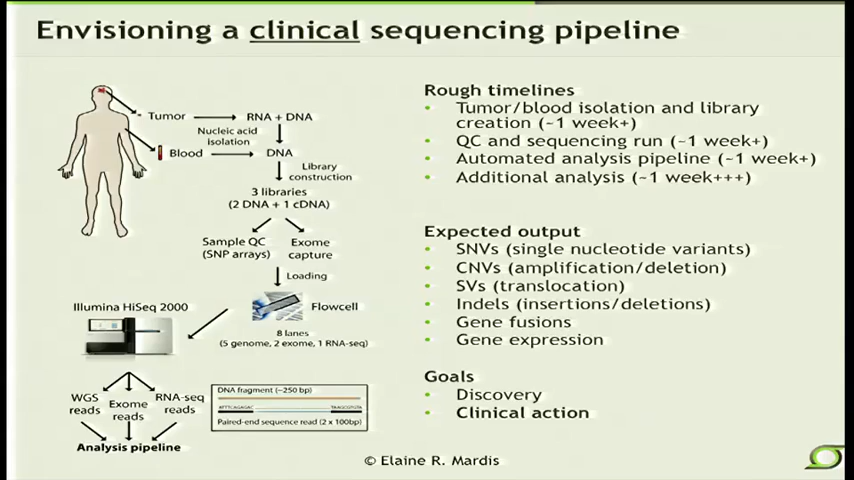 Envisioning a clinical sequencing pipeline
Tumor
RNA + DNA
Nucleic acid
isolation
Blood
DNA
Library
construction
3 libraries
(2 DNA + 1 cDNA)
Sample QC
(SNP arrays)
Exome
capture
Loading
Illumina HiSeq 2000
Flowcell
8 lanes
(5 genome, 2 exome, 1 RNA-seq)
WGS
reads
Exome
reads
RNA-seq
reads
Analysis pipeline
DNA fragment (~250 bp)
Paired-end sequence read (2 x 100bp)
Rough timelines
• Tumor/blood isolation and library
creation (~1 week+)
• QC and sequencing run (~1 week+)
• Automated analysis pipeline (~1 week+)
• Additional analysis (~1 week+++)
Expected output
• SNVs (single nucleotide variants)
• CNVs (amplification/deletion)
• SVs (translocation)
• Indels (insertions/deletions)
• Gene fusions
• Gene expression
Goals
• Discovery
• Clinical action
© Elaine R. Mardis